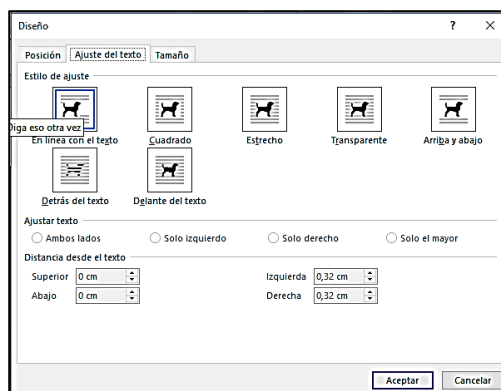 Diseño ? ×
Posición Ajuste del texto Tamaño
Estilo de ajuste
Diga eso otra vez
En línea con el texto Cuadrado Estrecho Transparente Arriba y abajo
Detrás del texto Delante del texto
Ajustar texto
Ambos lados Solo izquierdo Solo derecho Solo el mayor
Distancia desde el texto
Superior 0 cm Izquierda 0,32 cm
Abajo 0 cm Derecha 0,32 cm
Aceptar Cancelar